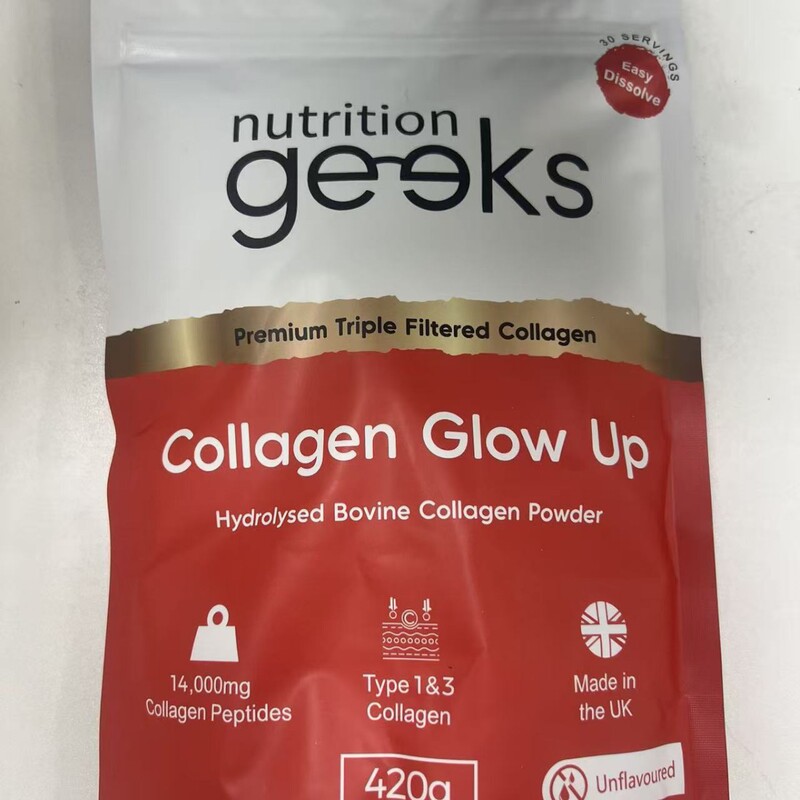 30 SERVINGS
Easy
Dissolve
nutrition
geeks
Premium Triple Filtered Collagen
Collagen Glow Up
Hydrolysed Bovine Collagen Powder
C
14,000mg
Collagen Peptides
Type 1 & 3
Collagen
Made in
the UK
420g
Unflavoured